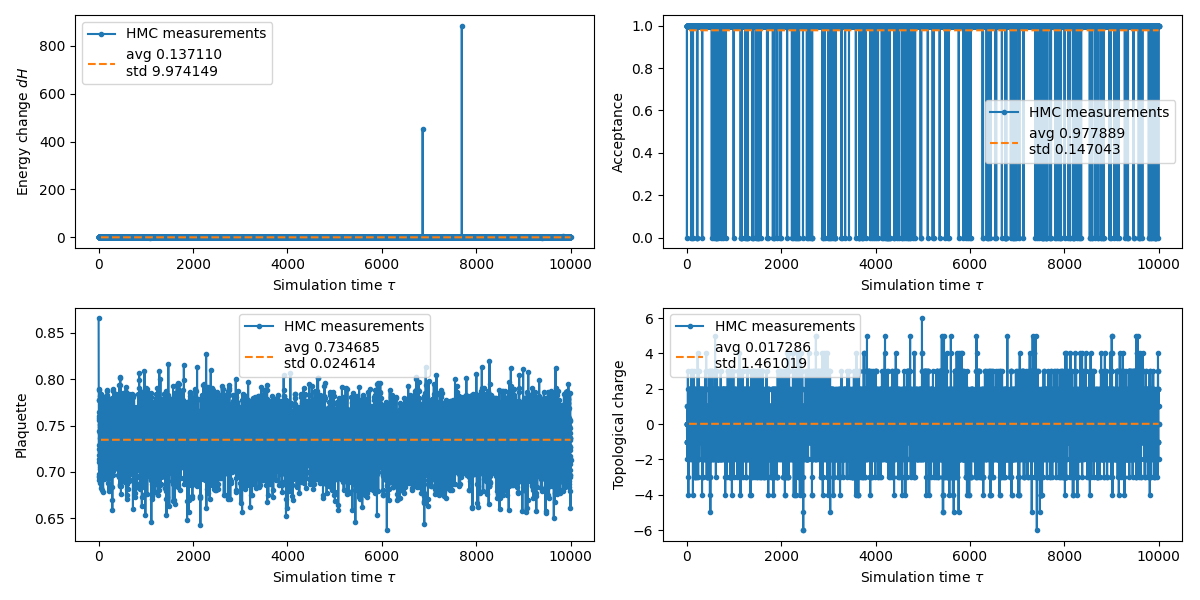 HMC measurements
avg 0.137110
std 9.974149
Energy change dH
800
600
400
200
0
0 2000 4000 6000 8000 10000
Simulation time τ
HMC measurements
avg 0.977889
std 0.147043
Acceptance
1.0
0.8
0.6
0.4
0.2
0.0
0 2000 4000 6000 8000 10000
Simulation time τ
HMC measurements
avg 0.734685
std 0.024614
Plaquette
0.85
0.80
0.75
0.70
0.65
0 2000 4000 6000 8000 10000
Simulation time τ
HMC measurements
avg 0.017286
std 1.461019
Topological charge
6
4
2
0
−2
−4
−6
0 2000 4000 6000 8000 10000
Simulation time τ